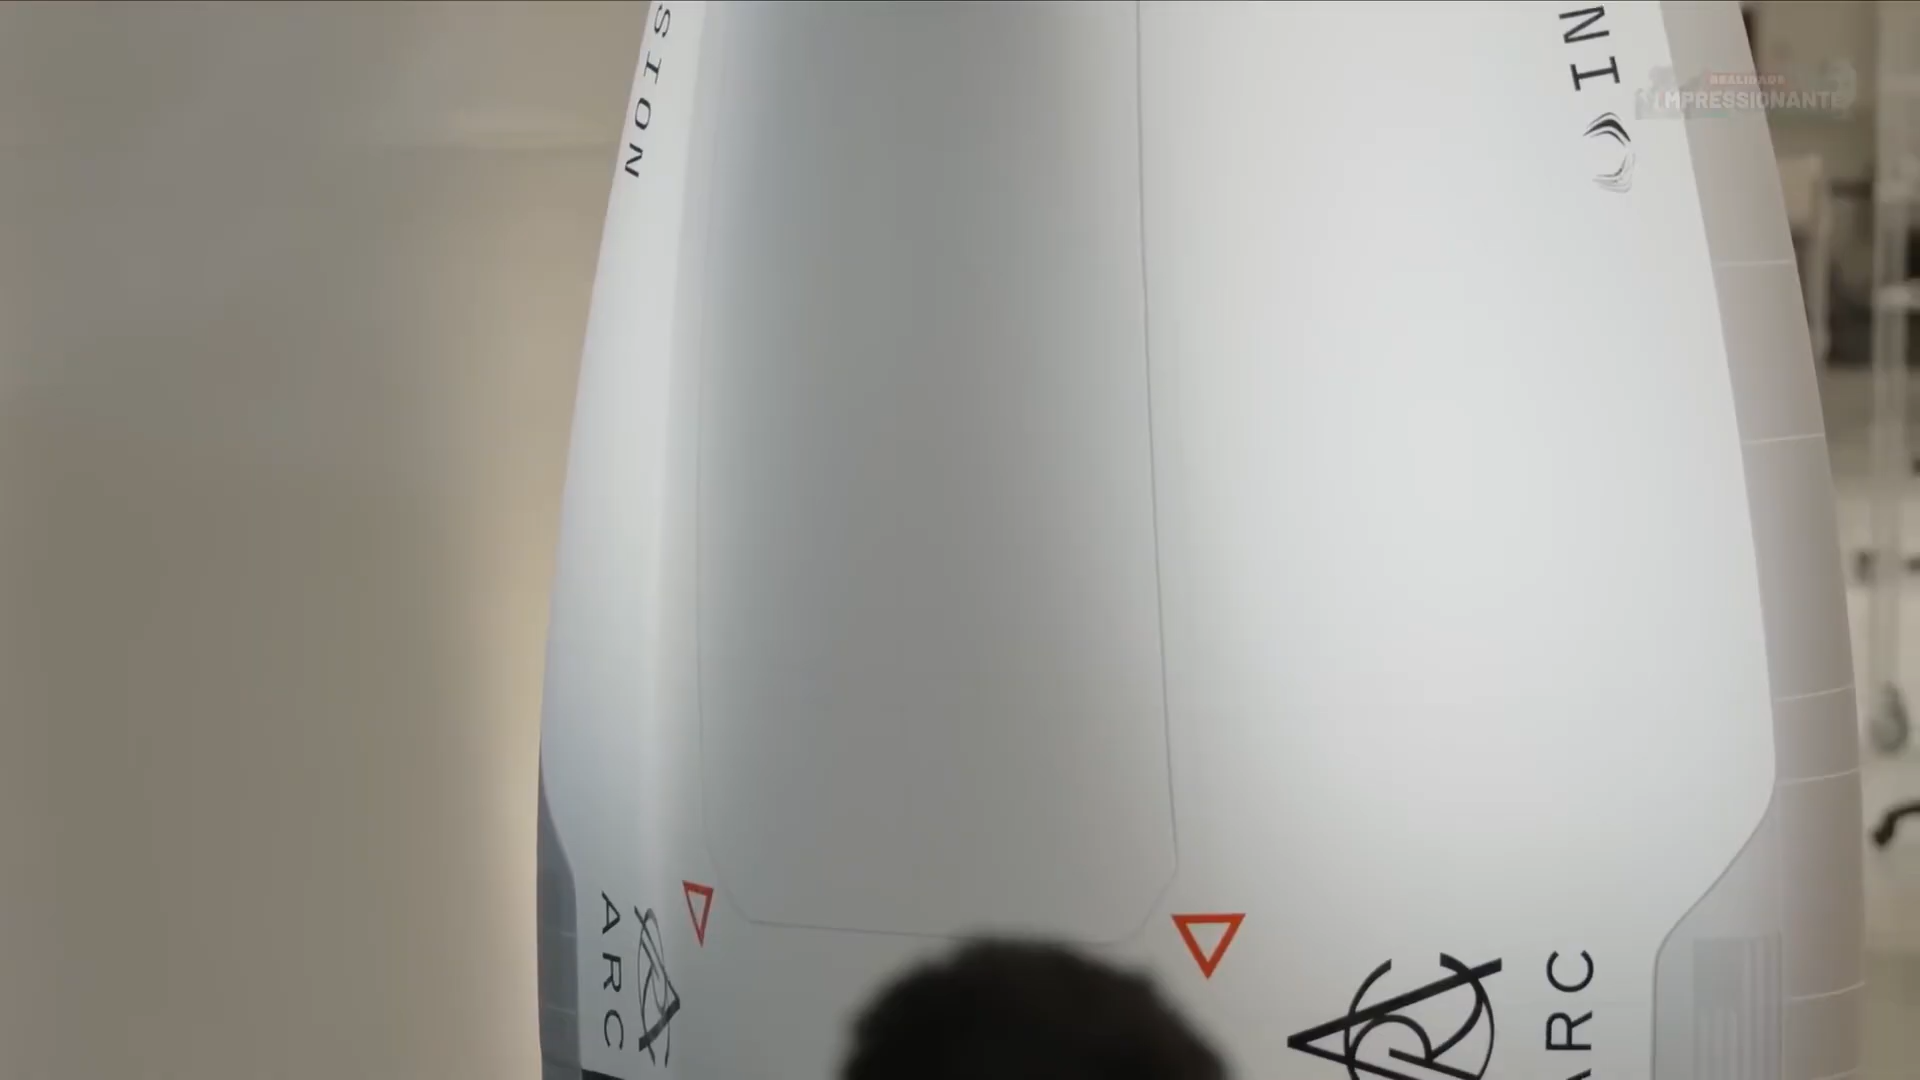 SION
IN
REALIDADE
IMPRESSIONANTE
ARC
ARC